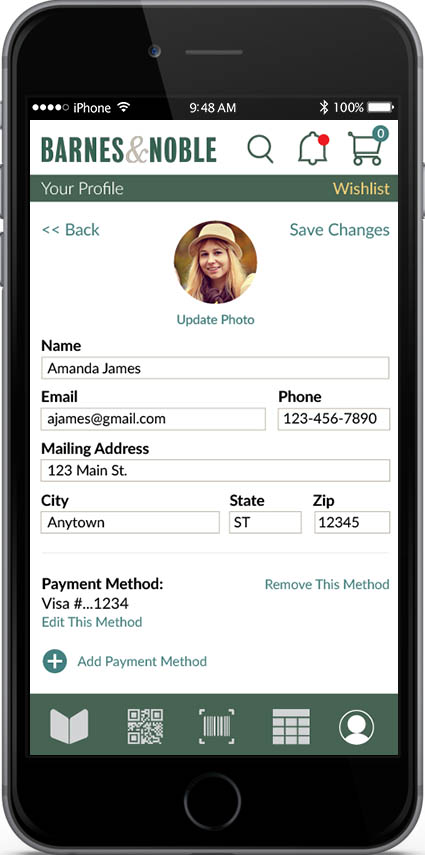 iPhone 9:48 AM 100%
BARNES&NOBLE 0
Your Profile Wishlist
<< Back Save Changes
Update Photo
Name
Amanda James
Email Phone
ajames@gmail.com 123-456-7890
Mailing Address
123 Main St.
City State Zip
Anytown ST 12345
Payment Method: Remove This Method
Visa #...1234
Edit This Method
Add Payment Method